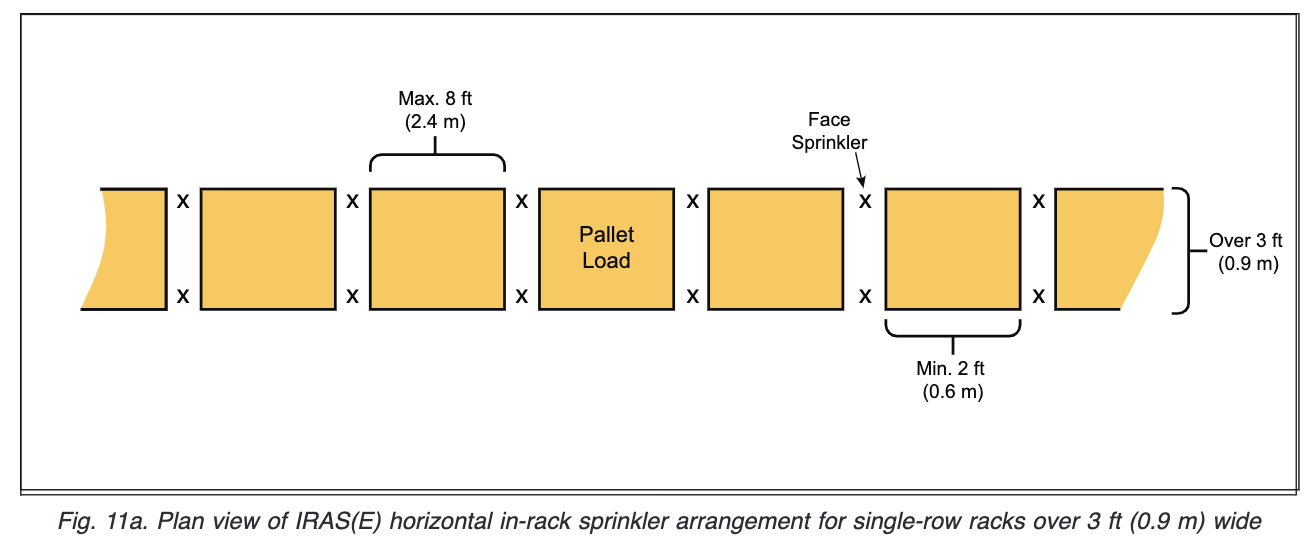 Max. 8 ft
(2.4 m)
Face
Sprinkler
x x x x x x
Pallet
Load
Over 3 ft
(0.9 m)
x x x x x x
Min. 2 ft
(0.6 m)
Fig. 11a. Plan view of IRAS(E) horizontal in-rack sprinkler arrangement for single-row racks over 3 ft (0.9 m) wide